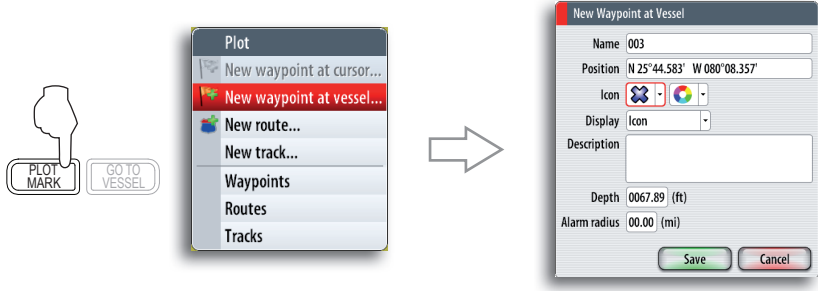 PLOT
MARK
GO TO
VESSEL
Plot
New waypoint at cursor...
New waypoint at vessel...
New route...
New track...
Waypoints
Routes
Tracks
New Waypoint at Vessel
Name 003
Position N 25°44.583' W 080°08.357'
Icon
Display Icon
Description
Depth 0067.89 (ft)
Alarm radius 00.00 (mi)
Save Cancel